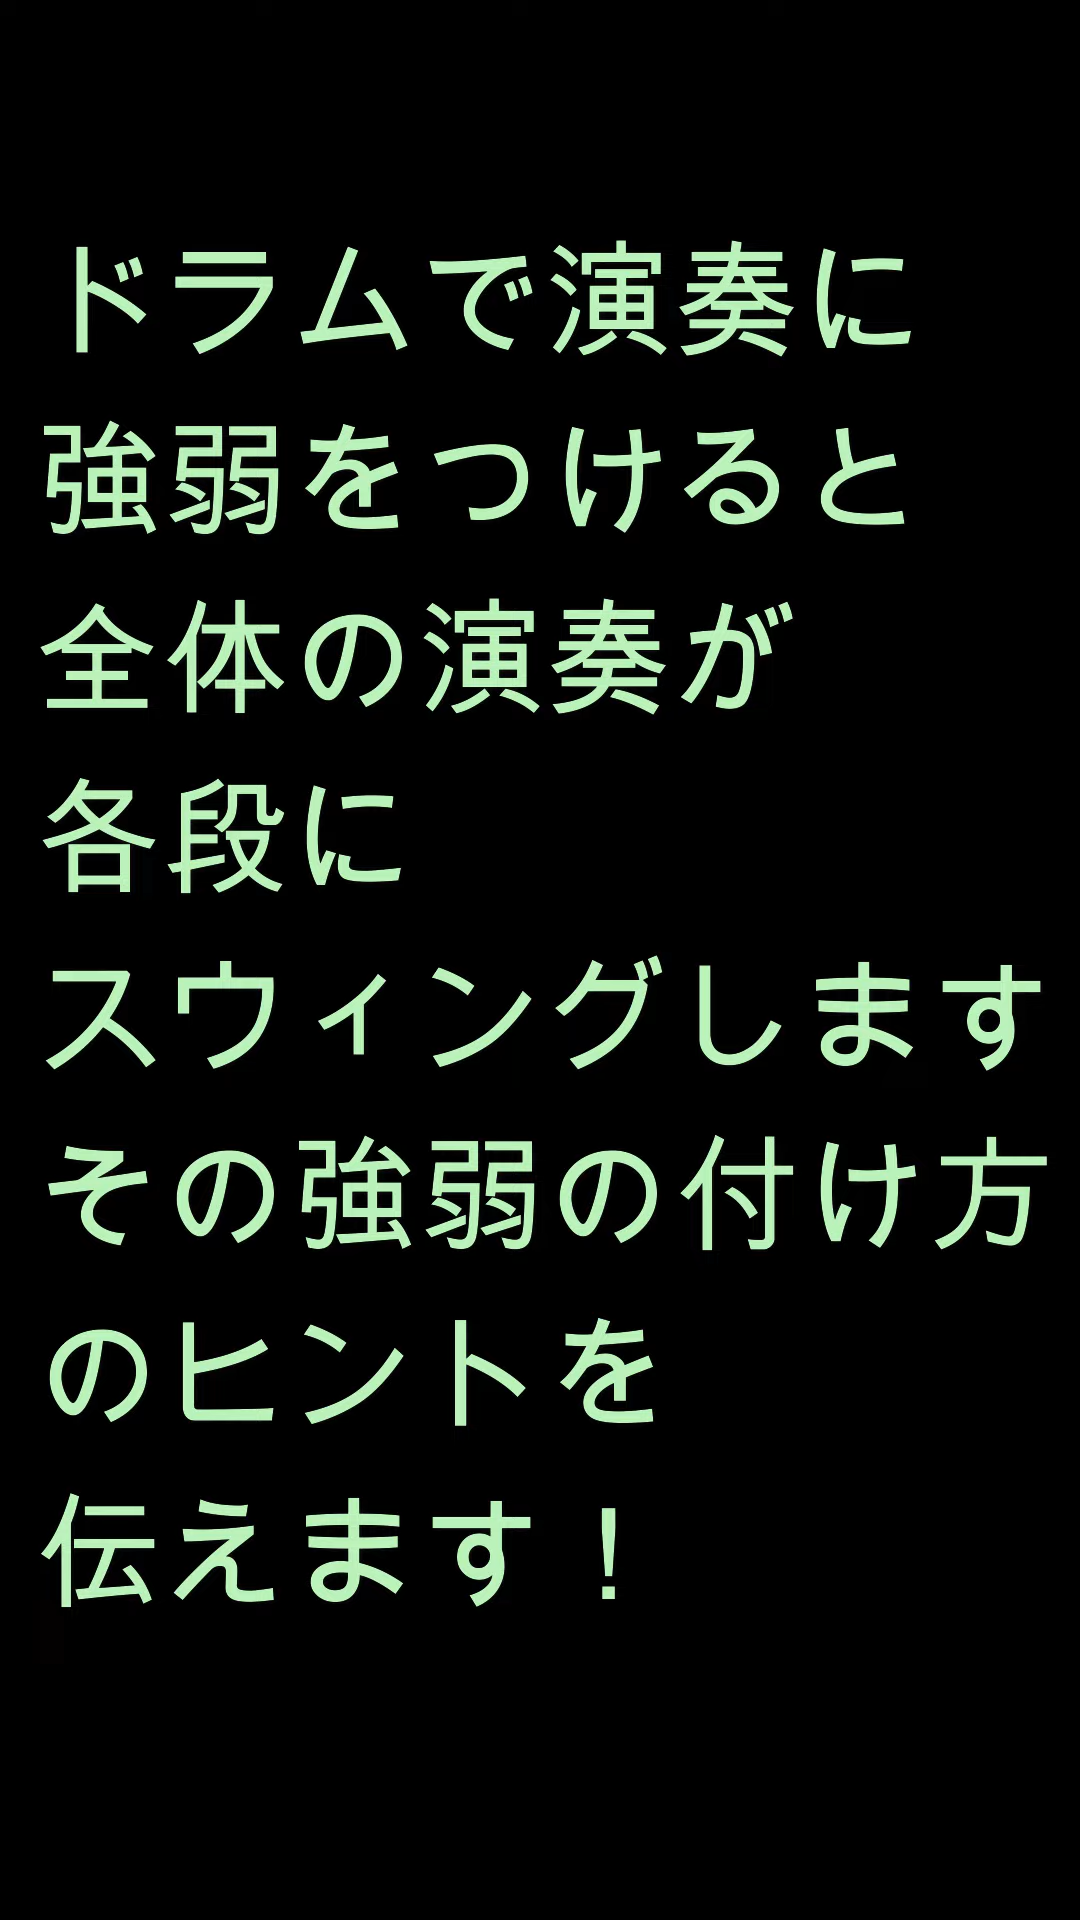 ドラムで演奏に
強弱をつけると
全体の演奏が
各段に
スウィングします
その強弱の付け方
のヒントを
伝えます！